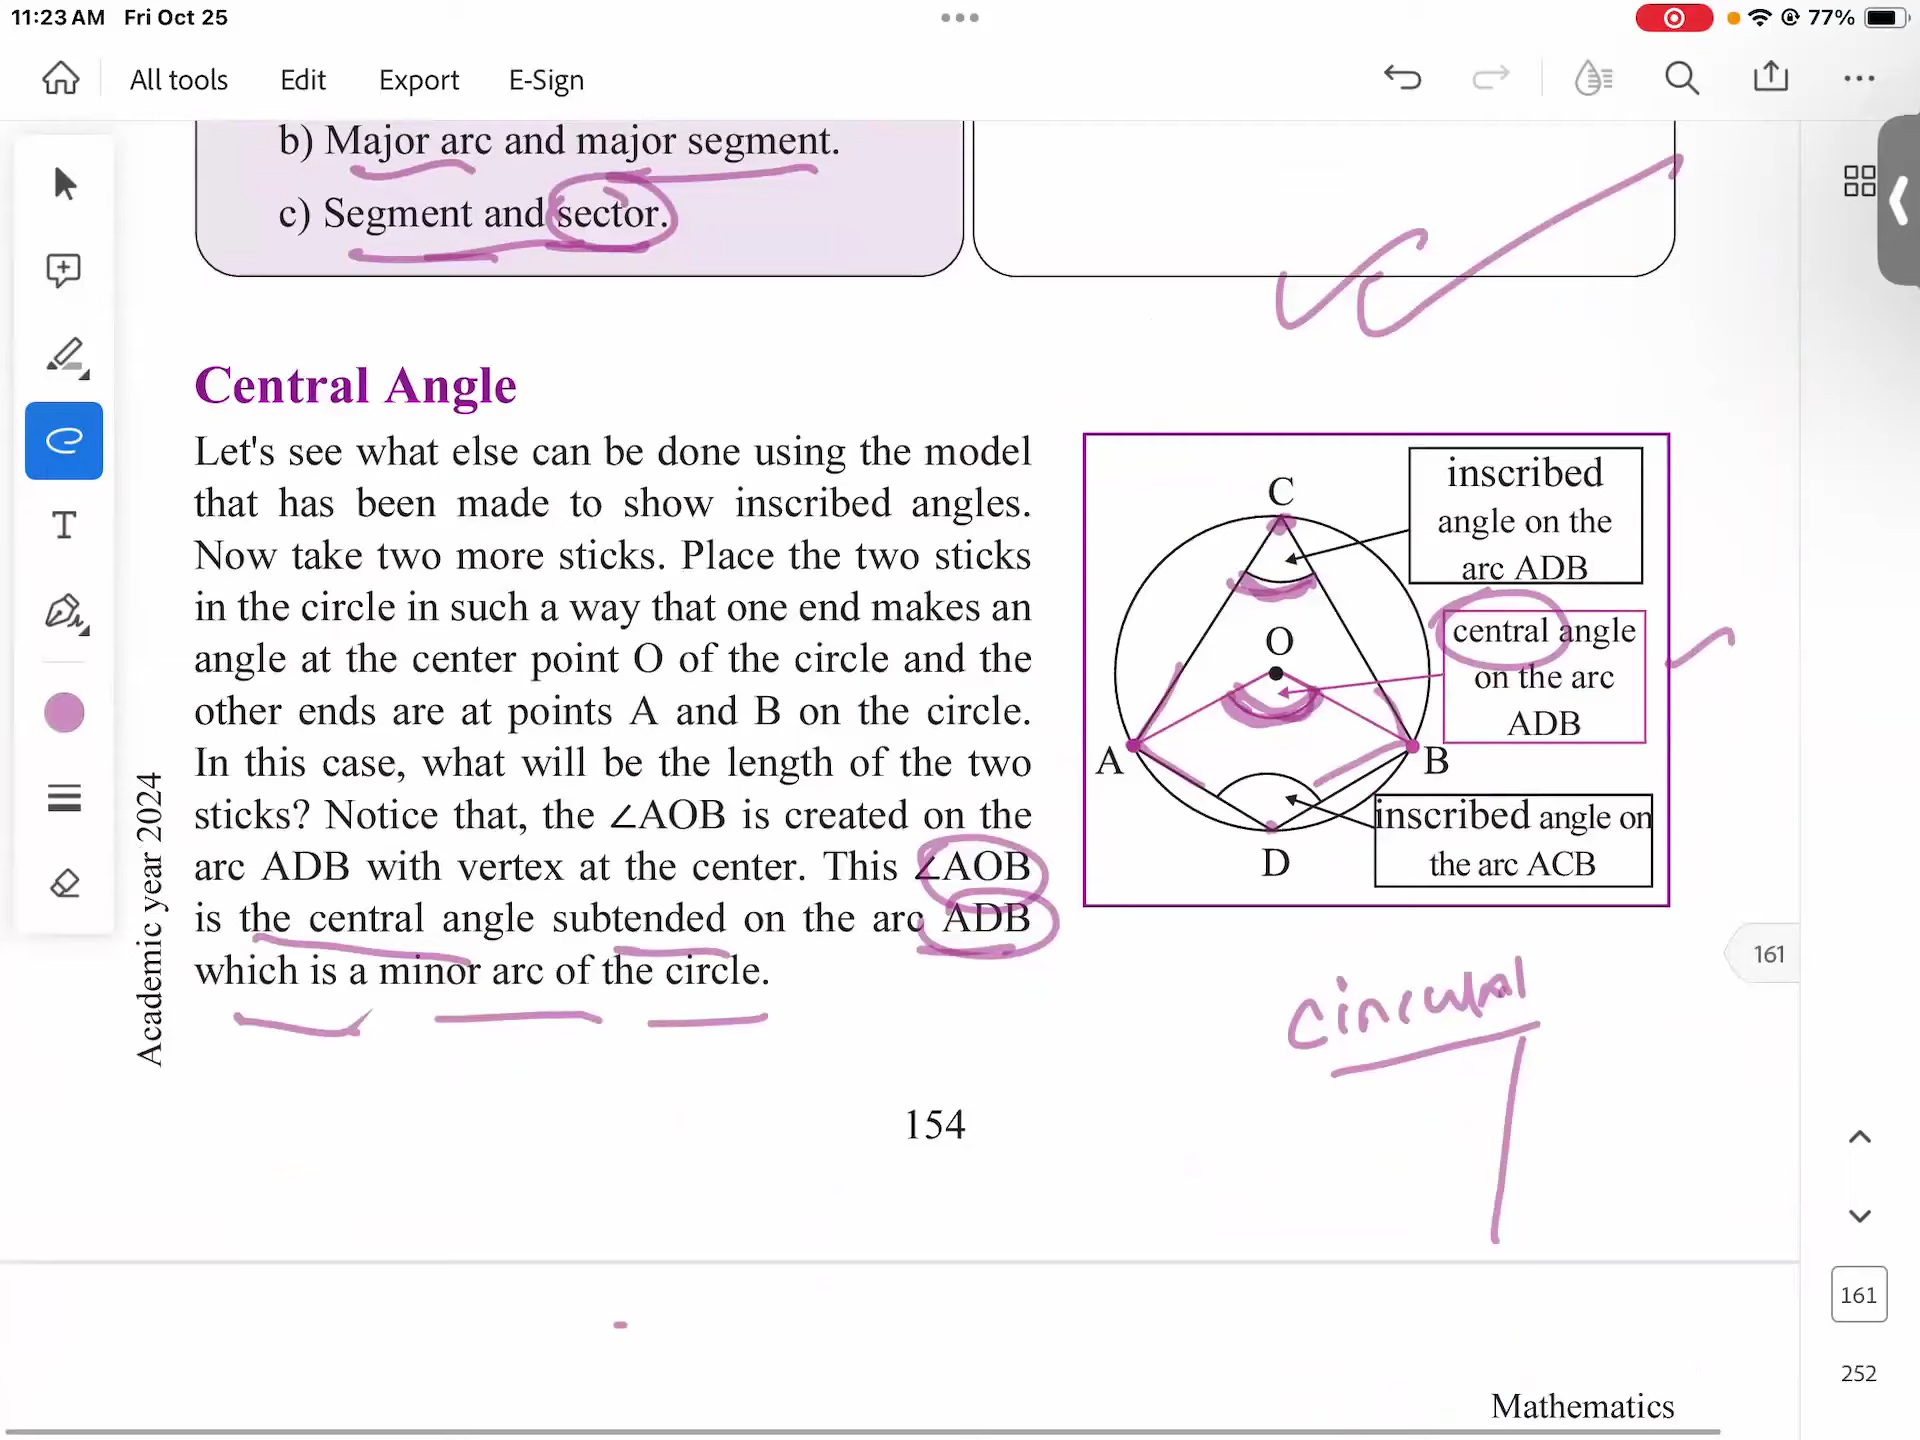 11:23 AM Fri Oct 25
77%
All tools Edit Export E-Sign
b) Major arc and major segment.
c) Segment and sector.
Central Angle
Let's see what else can be done using the model
that has been made to show inscribed angles.
Now take two more sticks. Place the two sticks
in the circle in such a way that one end makes an
angle at the center point O of the circle and the
other ends are at points A and B on the circle.
In this case, what will be the length of the two
sticks? Notice that, the ∠AOB is created on the
arc ADB with vertex at the center. This ∠AOB
is the central angle subtended on the arc ADB
which is a minor arc of the circle.
C
inscribed
angle on the
arc ADB
O
central angle
on the arc
ADB
A
B
inscribed angle on
the arc ACB
D
Academic year 2024
161
154
161
252
Mathematics